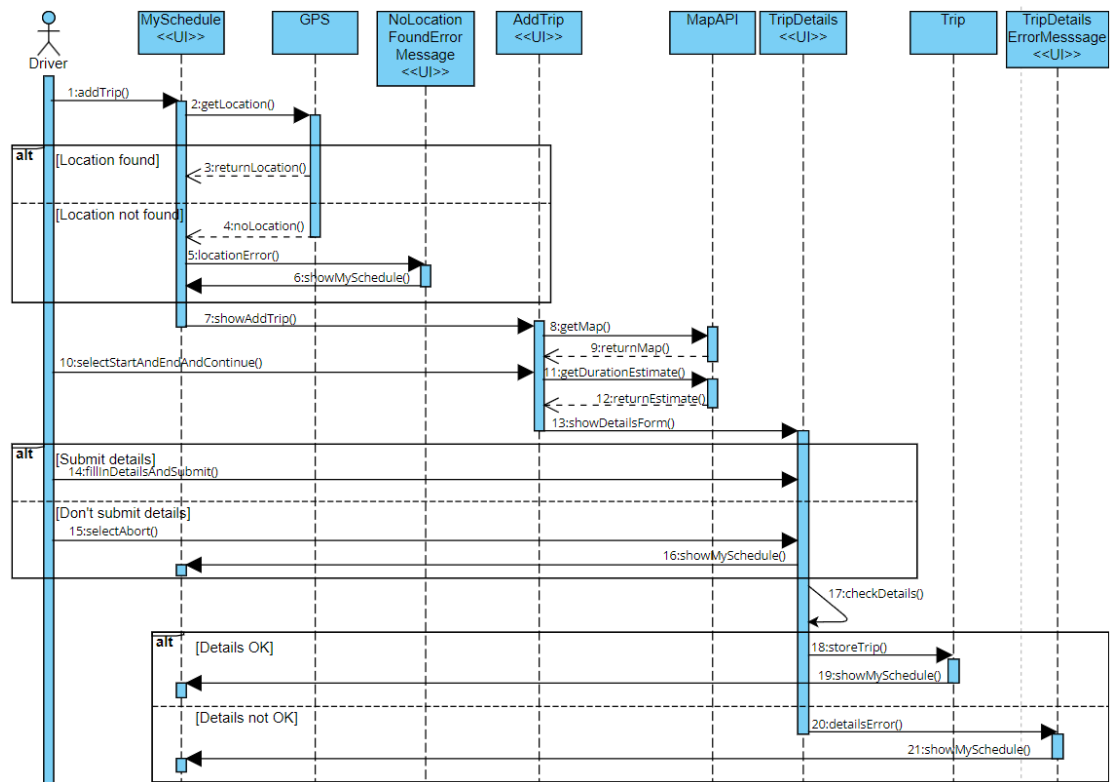 MySchedule
<<UI>>
GPS
NoLocation
FoundError
Message
<<UI>>
AddTrip
<<UI>>
MapAPI
TripDetails
<<UI>>
Trip
TripDetails
ErrorMesssage
<<UI>>
Driver
1:addTrip()
2:getLocation()
alt
[Location found]
3:returnLocation()
[Location not found]
4:noLocation()
5:locationError()
6:showMySchedule()
7:showAddTrip()
8:getMap()
9:returnMap()
10:selectStartAndEndAndContinue()
11:getDurationEstimate()
12:returnEstimate()
13:showDetailsForm()
alt
[Submit details]
14:fillInDetailsAndSubmit()
[Don't submit details]
15:selectAbort()
16:showMySchedule()
17:checkDetails()
alt
[Details OK]
18:storeTrip()
19:showMySchedule()
[Details not OK]
20:detailsError()
21:showMySchedule()